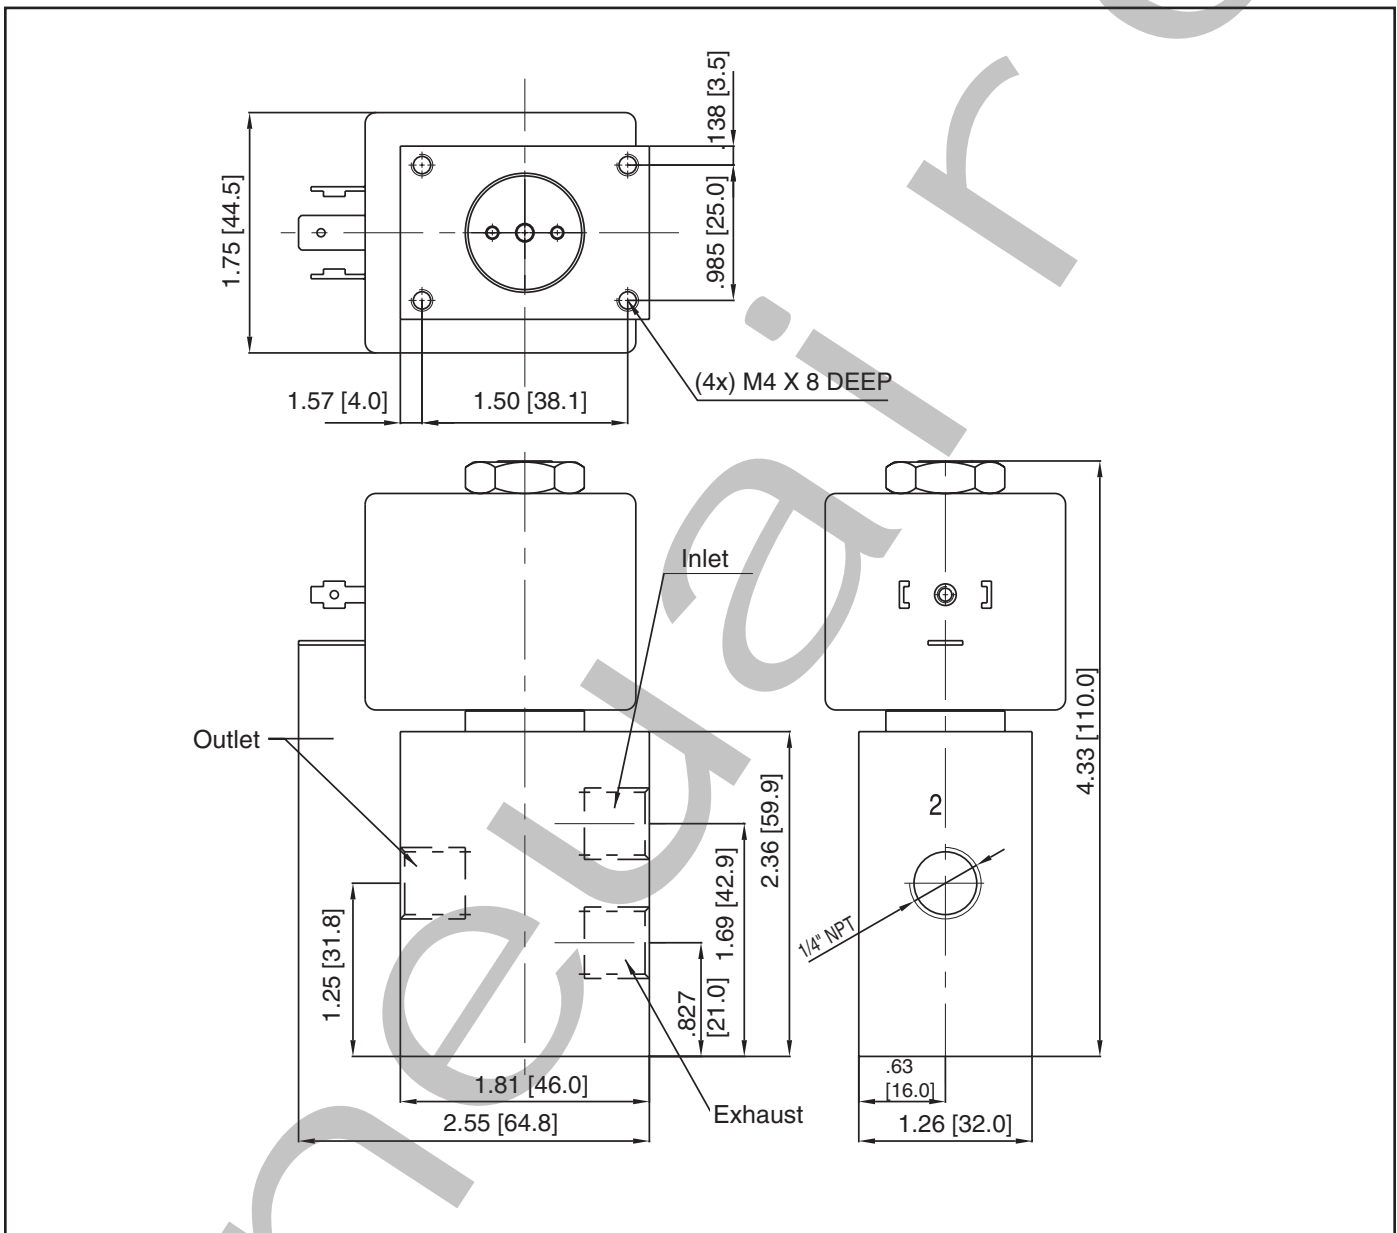 .138 [3.5]
1.75 [44.5]
.985 [25.0]
(4x) M4 X 8 DEEP
1.57 [4.0]
1.50 [38.1]
Inlet
Outlet
4.33 [110.0]
2.36 [59.9]
2
1.69 [42.9]
1.25 [31.8]
1/4" NPT
.827
[21.0]
.63
[16.0]
1.81 [46.0]
Exhaust
2.55 [64.8]
1.26 [32.0]
neuair